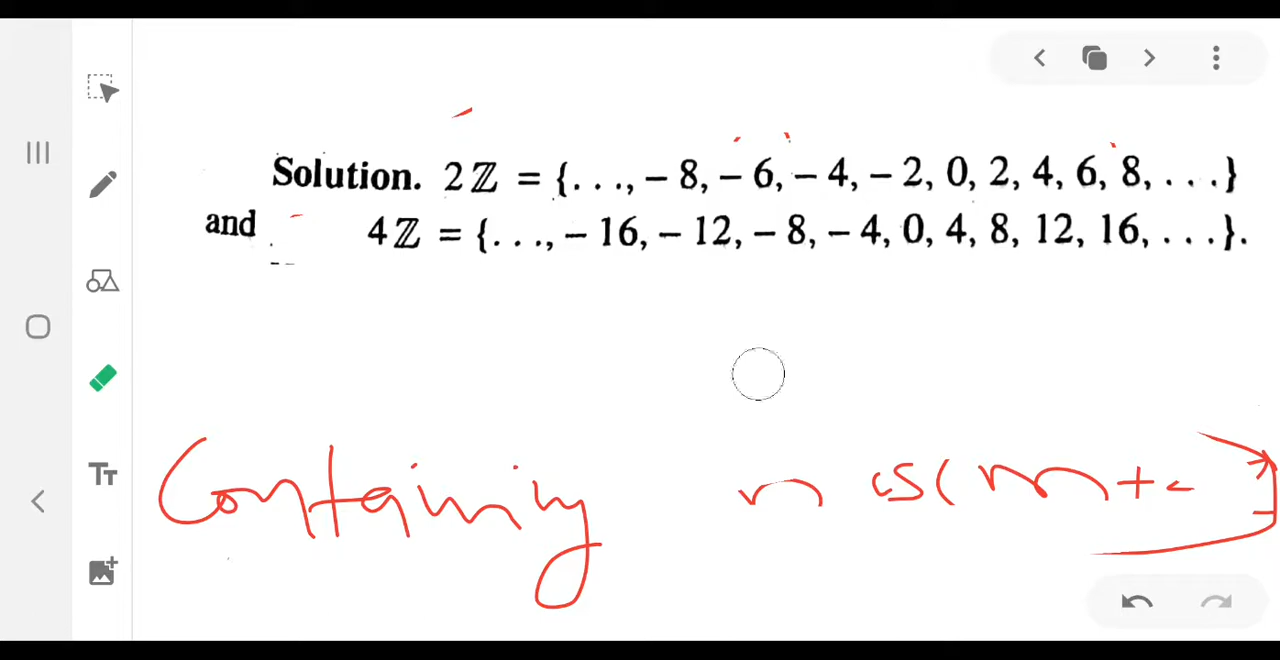 Solution. 2ℤ = {. . ., – 8, – 6, – 4, – 2, 0, 2, 4, 6, 8, . . .}
and 4ℤ = {. . ., – 16, – 12, – 8, – 4, 0, 4, 8, 12, 16, . . .}.
Containing
TT